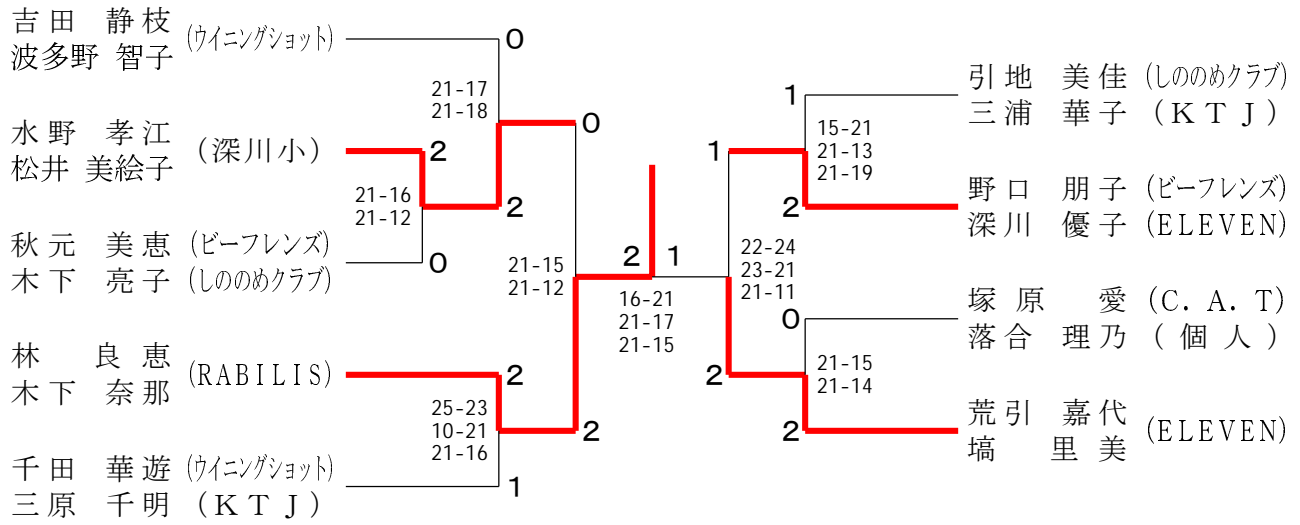 吉田 静枝 (ウイニングショット)
波多野 智子
0
21-17
21-18
水野 孝江 (深川小)
松井 美絵子
2
0
21-16
21-12
2
秋元 美恵 (ビーフレンズ)
木下 亮子 (しののめクラブ)
0
21-15
21-12
林 良恵 (RABILIS)
木下 奈那
2
25-23
10-21
21-16
2
千田 華遊 (ウイニングショット)
三原 千明 (KTJ)
1
2 1
16-21
21-17
21-15
引地 美佳 (しののめクラブ)
三浦 華子 (KTJ)
1
15-21
21-13
21-19
1
野口 朋子 (ビーフレンズ)
深川 優子 (ELEVEN)
2
22-24
23-21
21-11
塚原 愛 (C.A.T)
落合 理乃 (個人)
0
21-15
21-14
2
荒引 嘉代 (ELEVEN)
塙 里美
2